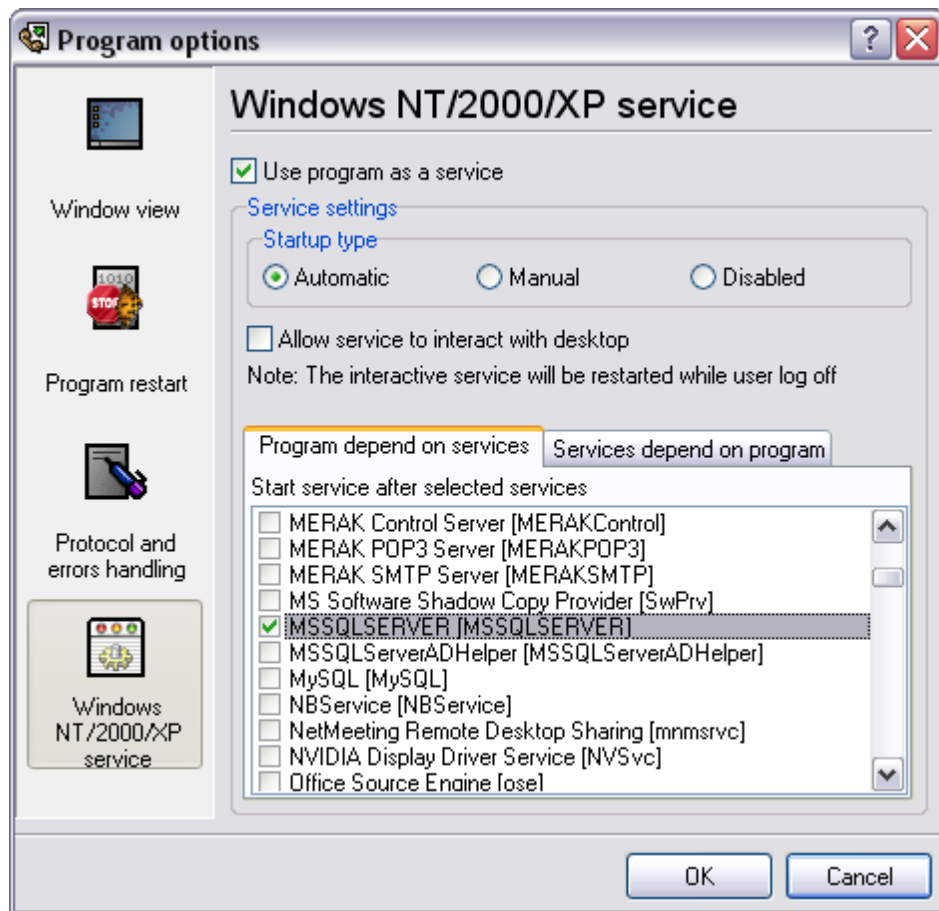 Program options
Window view
Program restart
Protocol and
errors handling
Windows
NT/2000/XP
service
Windows NT/2000/XP service
Use program as a service
Service settings
Startup type
Automatic
Manual
Disabled
Allow service to interact with desktop
Note: The interactive service will be restarted while user log off
Program depend on services
Services depend on program
Start service after selected services
MERAK Control Server [MERAKControl]
MERAK POP3 Server [MERAKPOP3]
MERAK SMTP Server [MERAKSMTP]
MS Software Shadow Copy Provider [SwPrv]
MSSQLSERVER [MSSQLSERVER]
MSSQLServerADHelper [MSSQLServerADHelper]
MySQL [MySQL]
NBService [NBService]
NetMeeting Remote Desktop Sharing [mnmsrvc]
NVIDIA Display Driver Service [NVSvc]
Office Source Engine [ose]
OK
Cancel
1010
STOP